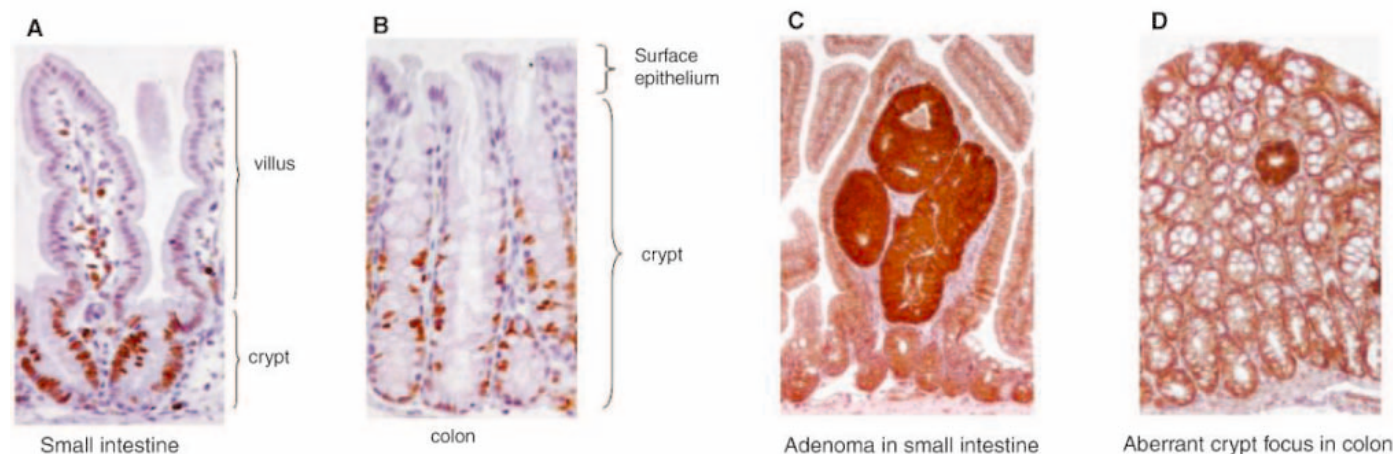 A
B
C
D
Surface
epithelium
villus
crypt
crypt
Small intestine
colon
Adenoma in small intestine
Aberrant crypt focus in colon